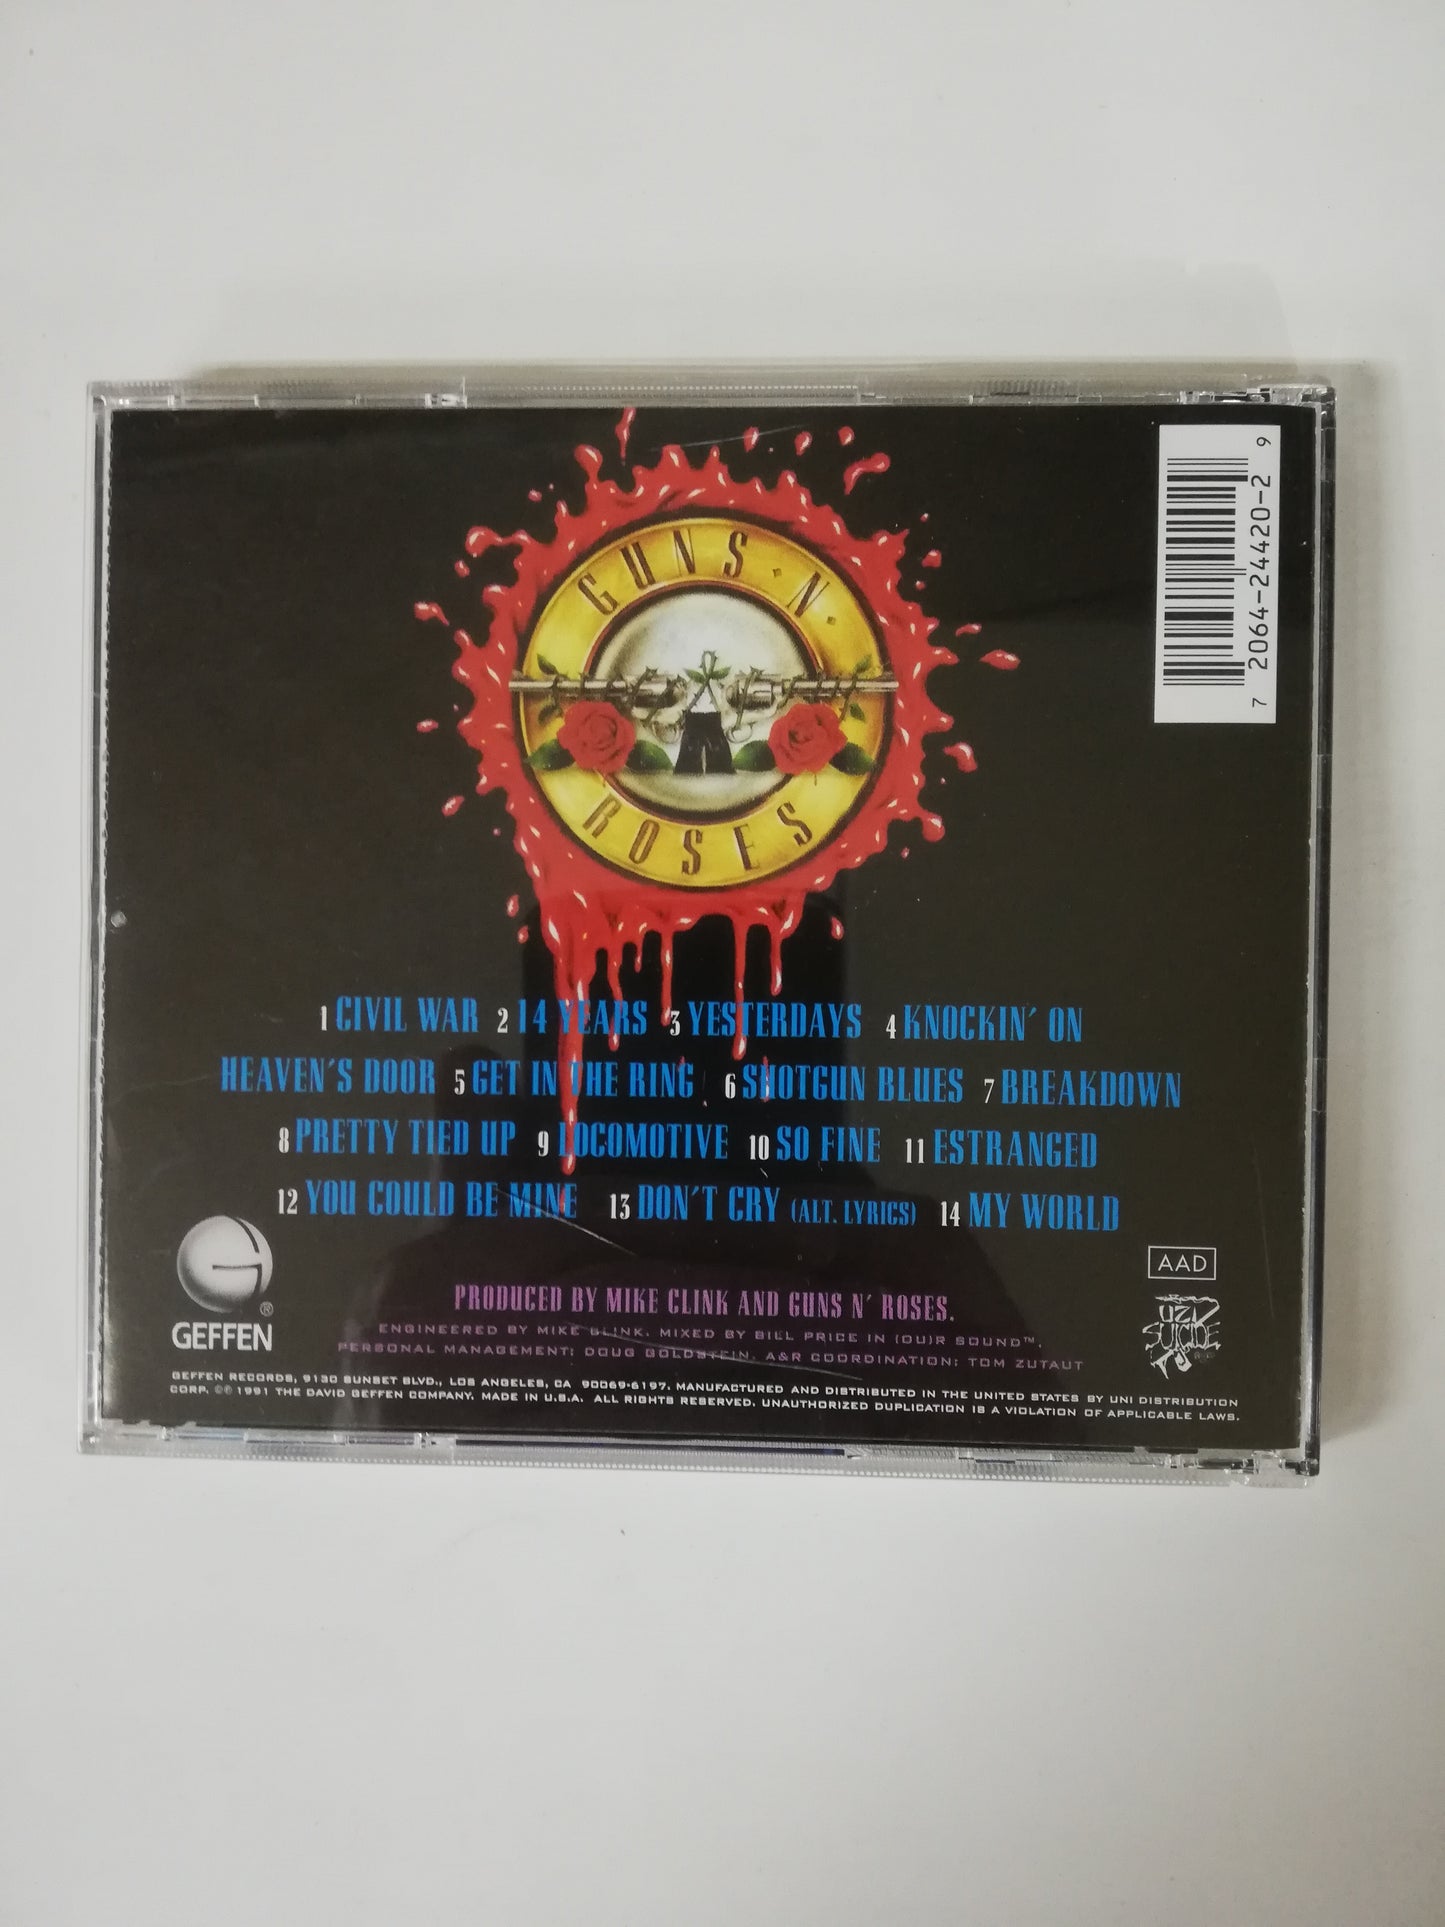 GUNS N'
ROSES
7 2064-24420-2 9
1 CIVIL WAR 2 14 YEARS 3 YESTERDAYS 4 KNOCKIN' ON
HEAVEN'S DOOR 5 GET IN THE RING 6 SHOTGUN BLUES 7 BREAKDOWN
8 PRETTY TIED UP 9 LOCOMOTIVE 10 SO FINE 11 ESTRANGED
12 YOU COULD BE MINE 13 DON'T CRY (ALT. LYRICS) 14 MY WORLD
AAD
UZI
SUICIDE
®
GEFFEN
PRODUCED BY MIKE CLINK AND GUNS N' ROSES.
ENGINEERED BY MIKE CLINK. MIXED BY BILL PRICE IN (OU)R SOUND™.
PERSONAL MANAGEMENT: DOUG GOLDSTEIN. A&R COORDINATION: TOM ZUTAUT
GEFFEN RECORDS, 9130 SUNSET BLVD., LOS ANGELES, CA 90069-6197. MANUFACTURED AND DISTRIBUTED IN THE UNITED STATES BY UNI DISTRIBUTION
CORP. ℗© 1991 THE DAVID GEFFEN COMPANY. MADE IN U.S.A. ALL RIGHTS RESERVED. UNAUTHORIZED DUPLICATION IS A VIOLATION OF APPLICABLE LAWS.